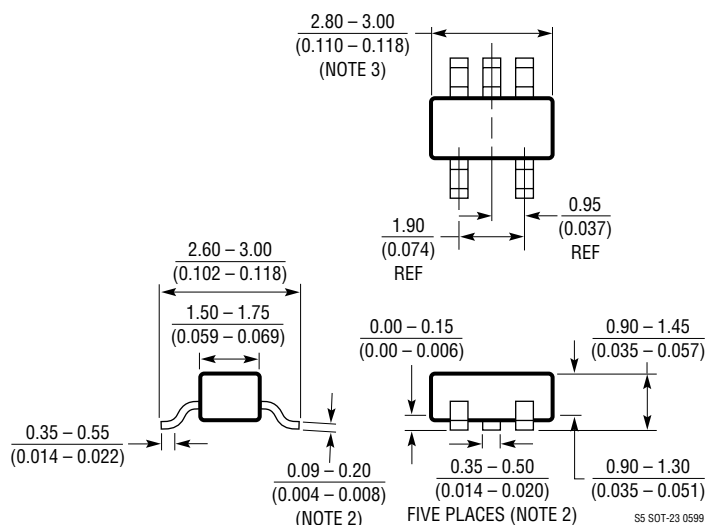 2.80 – 3.00
(0.110 – 0.118)
(NOTE 3)
1.90
(0.074)
REF
0.95
(0.037)
REF
2.60 – 3.00
(0.102 – 0.118)
1.50 – 1.75
(0.059 – 0.069)
0.00 – 0.15
(0.00 – 0.006)
0.90 – 1.45
(0.035 – 0.057)
0.35 – 0.55
(0.014 – 0.022)
0.09 – 0.20
(0.004 – 0.008)
(NOTE 2)
0.35 – 0.50
(0.014 – 0.020)
FIVE PLACES (NOTE 2)
0.90 – 1.30
(0.035 – 0.051)
S5 SOT-23 0599